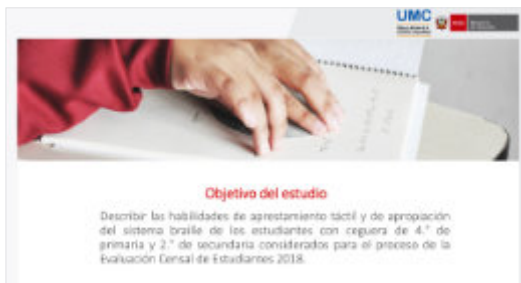 UMC
Objetivo del estudio
Describir las habilidades de aprestamiento táctil y de apropiación
del sistema braille de los estudiantes con ceguera de 4.° de
primaria y 2.° de secundaria considerados para el proceso de la
Evaluación Censal de Estudiantes 2018.